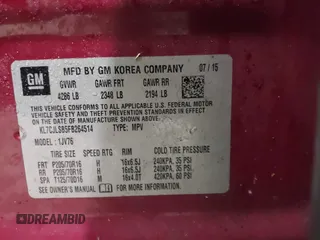 GM
MFD BY GM KOREA COMPANY 07 / 15
GVWR GAWR FRT GAWR RR
4286 LB 2348 LB 2194 LB
THIS VEHICLE CONFORMS TO ALL APPLICABLE U.S. FEDERAL MOTOR
VEHICLE SAFETY, BUMPER, AND THEFT PREVENTION STANDARDS IN
EFFECT ON THE DATE OF MANUFACTURE SHOWN ABOVE.
TYPE: MPV
MODEL: 1JV76
TIRE SIZE SPEED RTG RIM COLD TIRE PRESSURE
FRT P205/70R16 H 16x6.5J 240KPA, 35 PSI
RR P205/70R16 H 16x6.5J 240KPA, 35 PSI
SPA T125/70D16 M 16x4.0T 420KPA, 60 PSI
SEE OWNER'S MANUAL FOR ADDITIONAL INFORMATION
DREAMBID